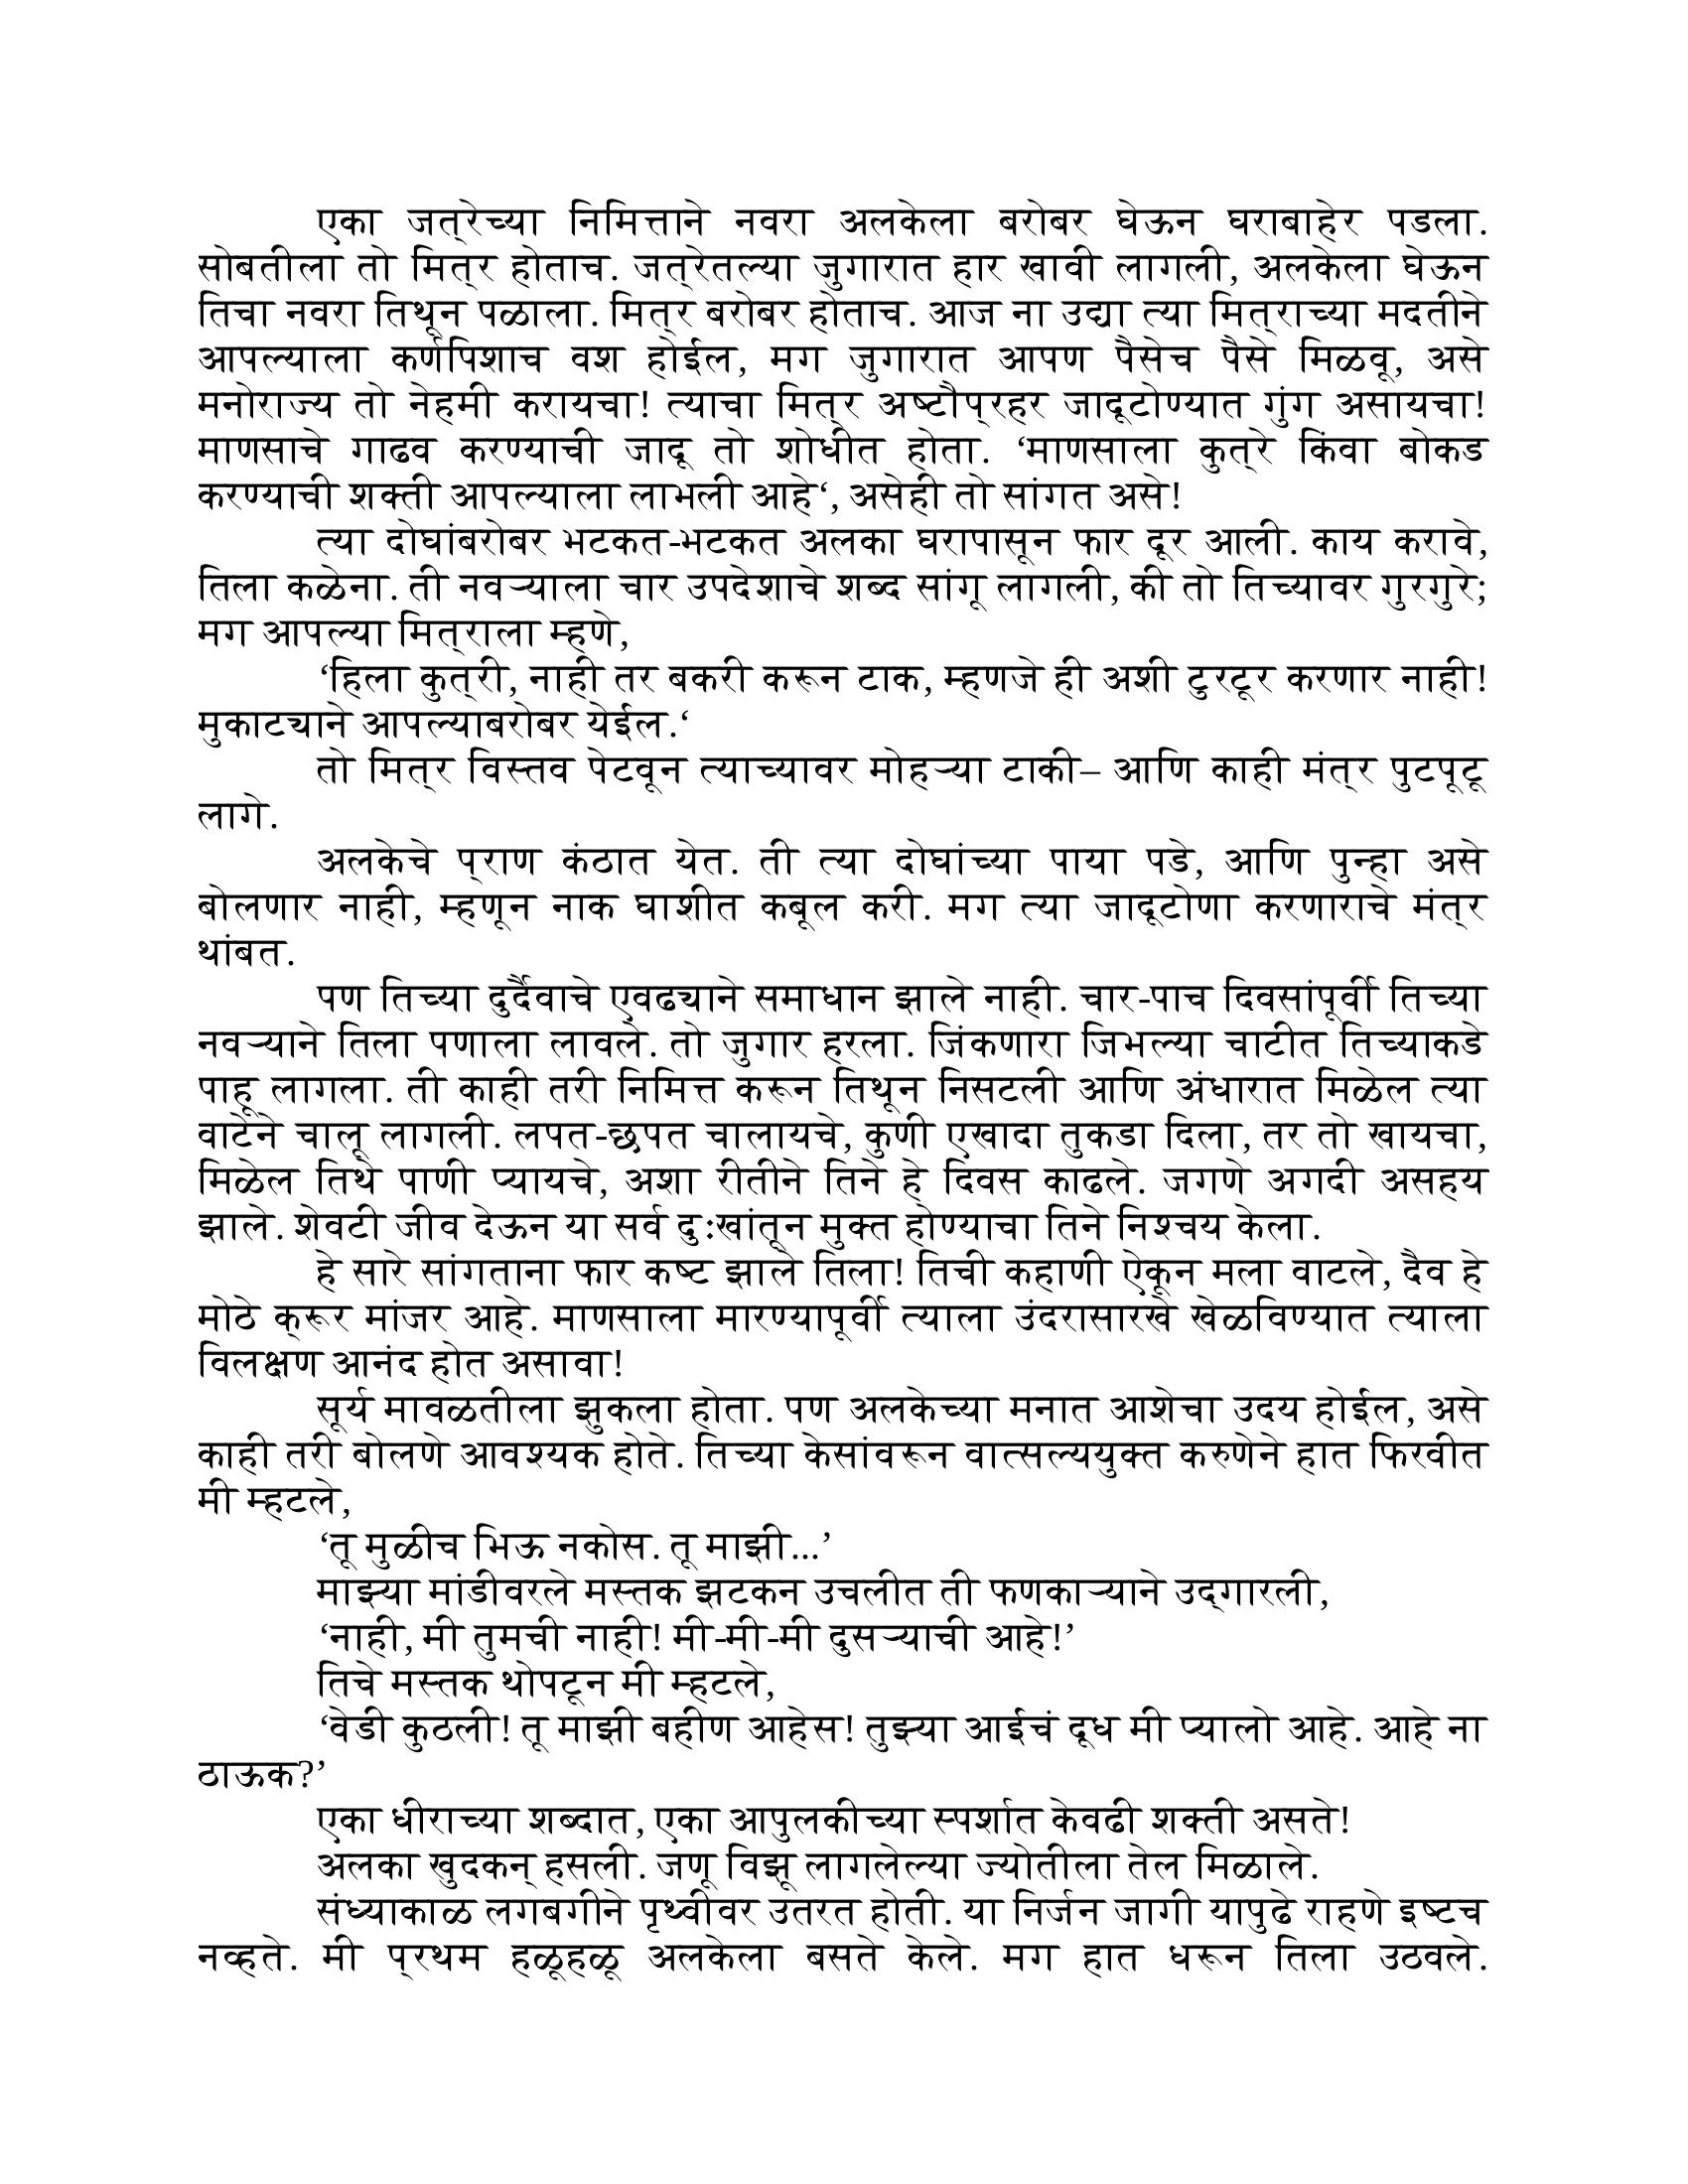 एका जत्रेच्या निमित्ताने नवरा अलकेला बरोबर घेऊन घराबाहेर पडला.
सोबतीला तो मित्र होताच. जत्रेतल्या जुगारात हार खावी लागली, अलकेला घेऊन
तिचा नवरा तिथून पळाला. मित्र बरोबर होताच. आज ना उद्या त्या मित्राच्या मदतीने
आपल्याला कर्णपिशाच वश होईल, मग जुगारात आपण पैसेच पैसे मिळवू, असे
मनोराज्य तो नेहमी करायचा! त्याचा मित्र अष्टौप्रहर जादूटोण्यात गुंग असायचा!
माणसाचे गाढव करण्याची जादू तो शोधीत होता. ‘माणसाला कुत्रे किंवा बोकड
करण्याची शक्ती आपल्याला लाभली आहे‘, असेही तो सांगत असे!
त्या दोघांबरोबर भटकत-भटकत अलका घरापासून फार दूर आली. काय करावे,
तिला कळेना. ती नवऱ्याला चार उपदेशाचे शब्द सांगू लागली, की तो तिच्यावर गुरगुरे;
मग आपल्या मित्राला म्हणे,
‘हिला कुत्री, नाही तर बकरी करून टाक, म्हणजे ही अशी टुरटूर करणार नाही!
मुकाट्याने आपल्याबरोबर येईल.‘
तो मित्र विस्तव पेटवून त्याच्यावर मोहऱ्या टाकी– आणि काही मंत्र पुटपूटू
लागे.
अलकेचे प्राण कंठात येत. ती त्या दोघांच्या पाया पडे, आणि पुन्हा असे
बोलणार नाही, म्हणून नाक घाशीत कबूल करी. मग त्या जादूटोणा करणाराचे मंत्र
थांबत.
पण तिच्या दुर्दैवाचे एवढ्याने समाधान झाले नाही. चार-पाच दिवसांपूर्वी तिच्या
नवऱ्याने तिला पणाला लावले. तो जुगार हरला. जिंकणारा जिभल्या चाटीत तिच्याकडे
पाहू लागला. ती काही तरी निमित्त करून तिथून निसटली आणि अंधारात मिळेल त्या
वाटेने चालू लागली. लपत-छपत चालायचे, कुणी एखादा तुकडा दिला, तर तो खायचा,
मिळेल तिथे पाणी प्यायचे, अशा रीतीने तिने हे दिवस काढले. जगणे अगदी असहय
झाले. शेवटी जीव देऊन या सर्व दुःखांतून मुक्त होण्याचा तिने निश्चय केला.
हे सारे सांगताना फार कष्ट झाले तिला! तिची कहाणी ऐकून मला वाटले, दैव हे
मोठे क्रूर मांजर आहे. माणसाला मारण्यापूर्वी त्याला उंदरासारखे खेळविण्यात त्याला
विलक्षण आनंद होत असावा!
सूर्य मावळतीला झुकला होता. पण अलकेच्या मनात आशेचा उदय होईल, असे
काही तरी बोलणे आवश्यक होते. तिच्या केसांवरून वात्सल्ययुक्त करुणेने हात फिरवीत
मी म्हटले,
‘तू मुळीच भिऊ नकोस. तू माझी...’
माझ्या मांडीवरले मस्तक झटकन उचलीत ती फणकाऱ्याने उद्‌गारली,
‘नाही, मी तुमची नाही! मी-मी-मी दुसऱ्याची आहे!’
तिचे मस्तक थोपटून मी म्हटले,
‘वेडी कुठली! तू माझी बहीण आहेस! तुझ्या आईचं दूध मी प्यालो आहे. आहे ना
ठाऊक?’
एका धीराच्या शब्दात, एका आपुलकीच्या स्पर्शात केवढी शक्ती असते!
अलका खुदकन् हसली. जणू विझू लागलेल्या ज्योतीला तेल मिळाले.
संध्याकाळ लगबगीने पृथ्वीवर उतरत होती. या निर्जन जागी यापुढे राहणे इष्टच
नव्हते. मी प्रथम हळूहळू अलकेला बसते केले. मग हात धरून तिला उठवले.